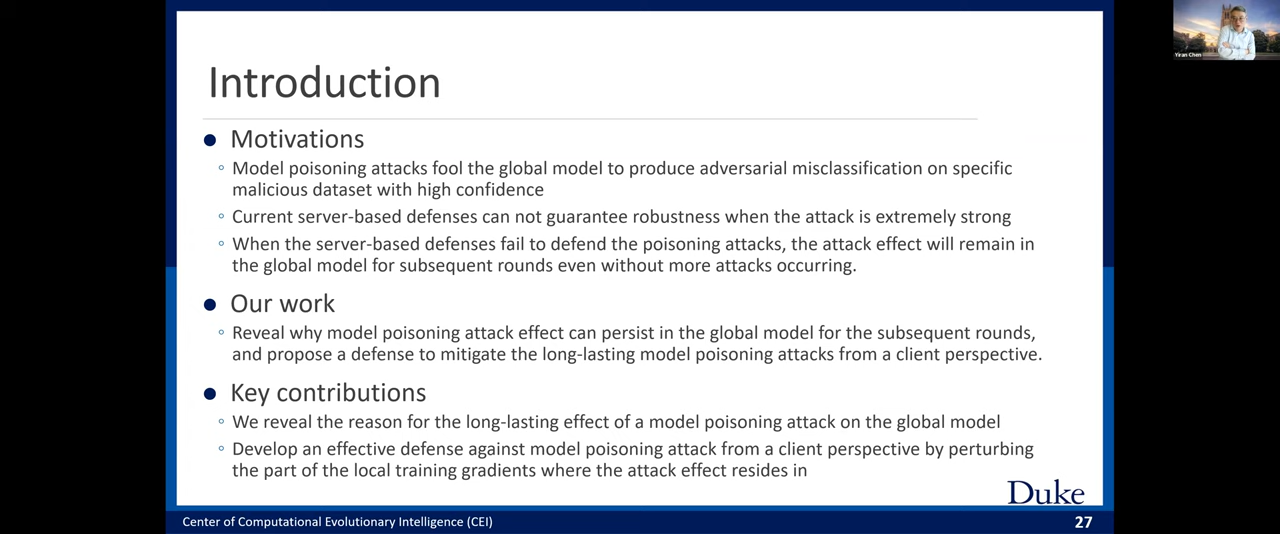 Yiran Chen
Introduction
Motivations
Model poisoning attacks fool the global model to produce adversarial misclassification on specific
malicious dataset with high confidence
Current server-based defenses can not guarantee robustness when the attack is extremely strong
When the server-based defenses fail to defend the poisoning attacks, the attack effect will remain in
the global model for subsequent rounds even without more attacks occurring.
Our work
Reveal why model poisoning attack effect can persist in the global model for the subsequent rounds,
and propose a defense to mitigate the long-lasting model poisoning attacks from a client perspective.
Key contributions
We reveal the reason for the long-lasting effect of a model poisoning attack on the global model
Develop an effective defense against model poisoning attack from a client perspective by perturbing
the part of the local training gradients where the attack effect resides in
Duke
Center of Computational Evolutionary Intelligence (CEI)
27